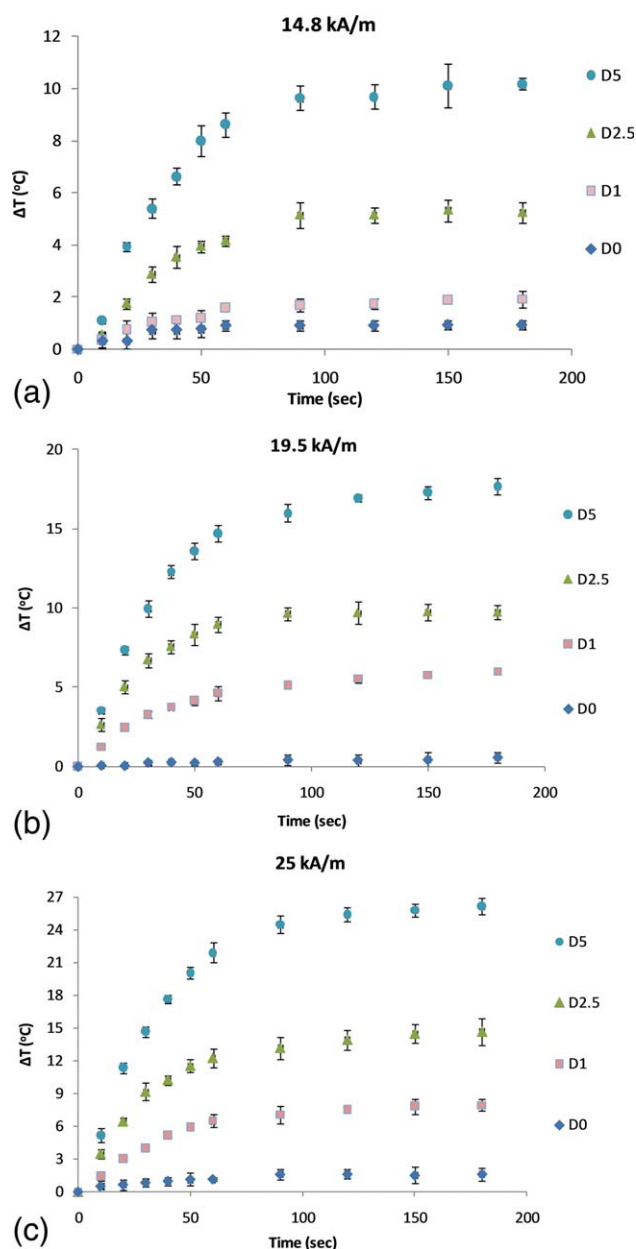 14.8 kA/m
12
10
8
6
4
2
0
ΔT (°C)
0 50 100 150 200
Time (sec)
D5
D2.5
D1
D0
(a)
19.5 kA/m
20
15
10
5
0
ΔT (°C)
0 50 100 150 200
Time (sec)
D5
D2.5
D1
D0
(b)
25 kA/m
27
24
21
18
15
12
9
6
3
0
ΔT (°C)
0 50 100 150 200
Time (sec)
D5
D2.5
D1
D0
(c)